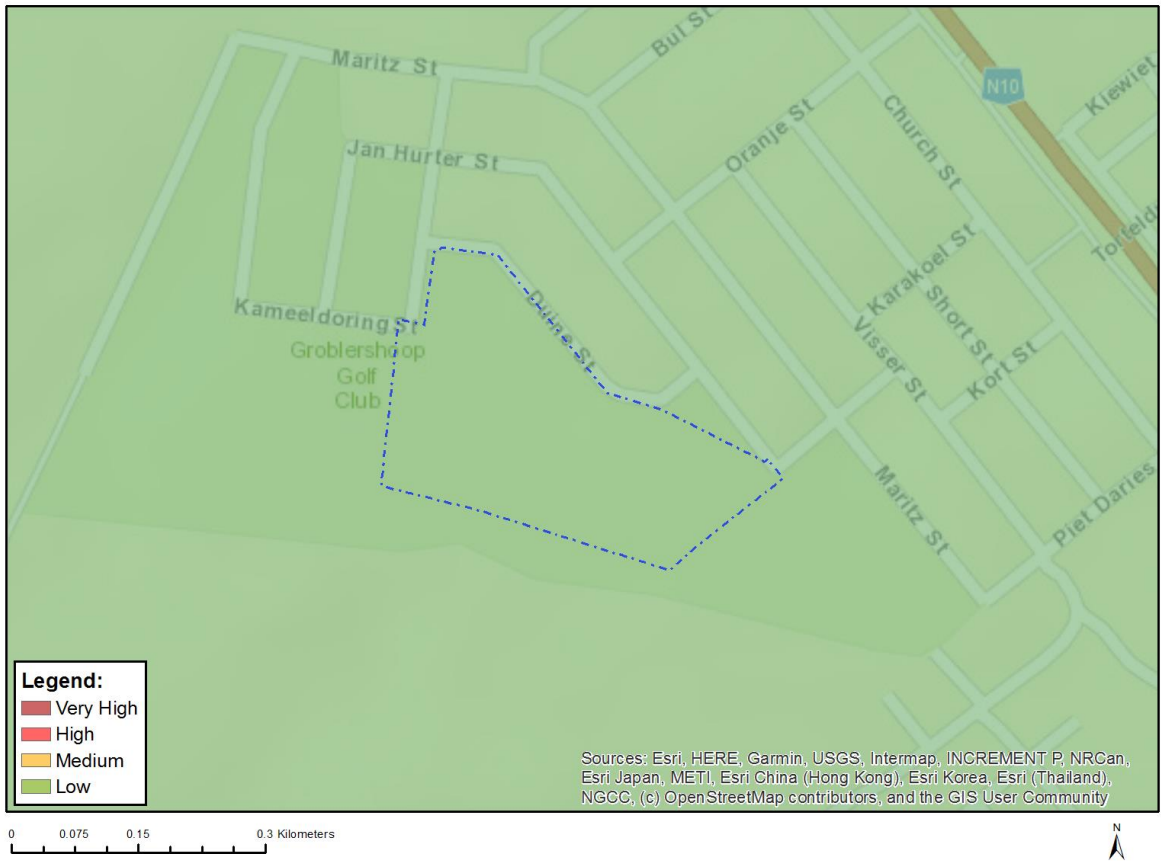 Bul St
Maritz St
N10
Kiewiet
Church St
Oranje St
Jan Hurter St
Karakoel St
Kameeldoring St
Duine St
Short St
Visser St
Kort St
Groblershoop
Golf
Club
Maritz St
Piet Daries
Legend:
Very High
High
Medium
Low
Sources: Esri, HERE, Garmin, USGS, Intermap, INCREMENT P, NRCan,
Esri Japan, METI, Esri China (Hong Kong), Esri Korea, Esri (Thailand),
NGCC, (c) OpenStreetMap contributors, and the GIS User Community
0 0.075 0.15 0.3 Kilometers
N